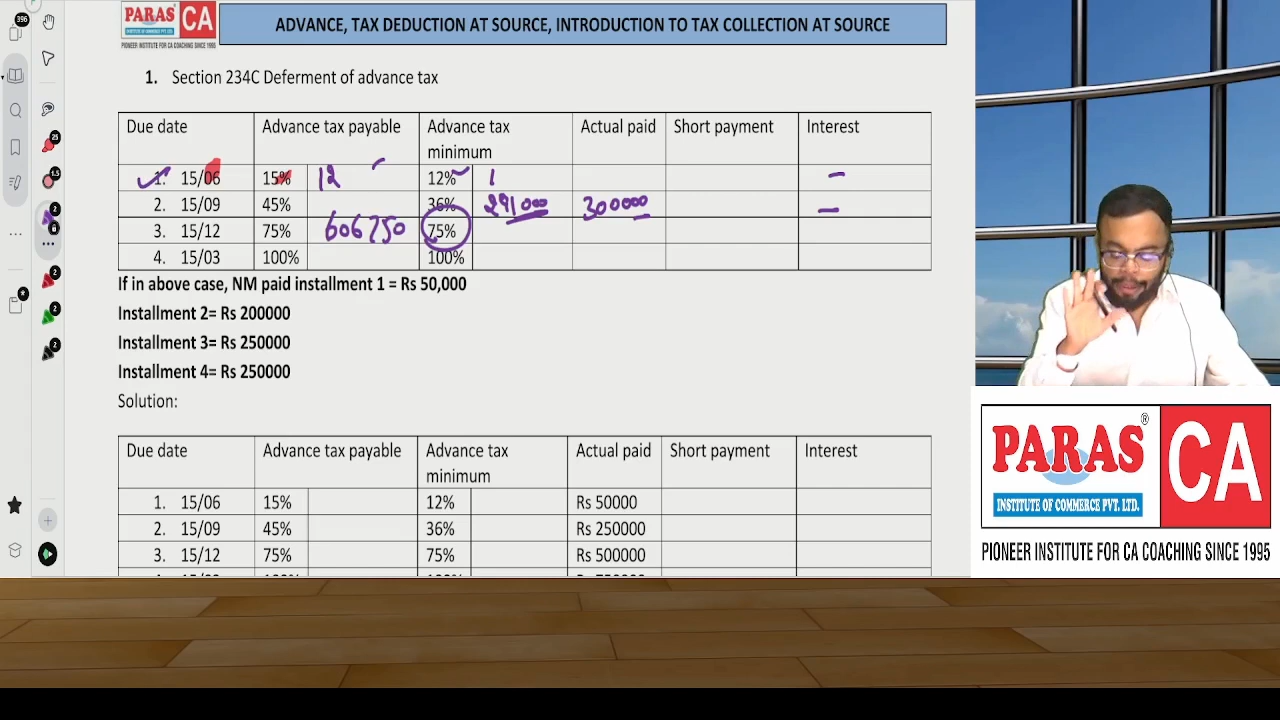 PARAS CA
INSTITUTE OF COMMERCE PVT. LTD.
PIONEER INSTITUTE FOR CA COACHING SINCE 1995
ADVANCE, TAX DEDUCTION AT SOURCE, INTRODUCTION TO TAX COLLECTION AT SOURCE
1. Section 234C Deferment of advance tax
Due date Advance tax payable Advance tax minimum Actual paid Short payment Interest
1. 15/06 15% 12 12% 1 -
2. 15/09 45% 36% 291000 300000 -
3. 15/12 75% 606750 75%
4. 15/03 100% 100%
If in above case, NM paid installment 1 = Rs 50,000
Installment 2= Rs 200000
Installment 3= Rs 250000
Installment 4= Rs 250000
Solution:
Due date Advance tax payable Advance tax minimum Actual paid Short payment Interest
1. 15/06 15% 12% Rs 50000
2. 15/09 45% 36% Rs 250000
3. 15/12 75% 75% Rs 500000
PARAS® CA
INSTITUTE OF COMMERCE PVT. LTD.
PIONEER INSTITUTE FOR CA COACHING SINCE 1995